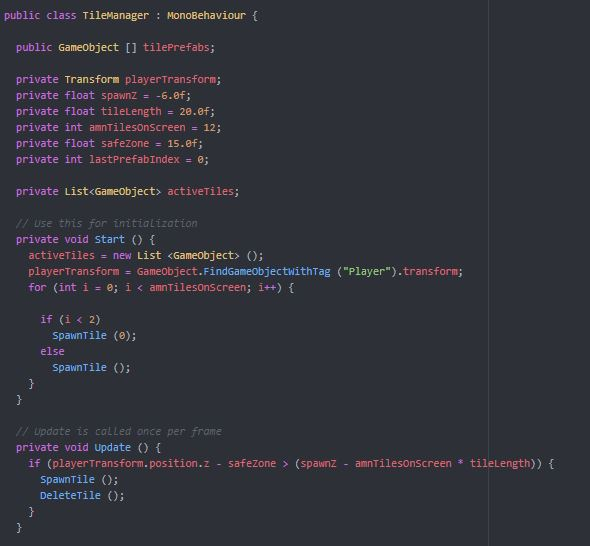 public class TileManager : MonoBehaviour {
public GameObject [] tilePrefabs;
private Transform playerTransform;
private float spawnZ = -6.0f;
private float tileLength = 20.0f;
private int amnTilesOnScreen = 12;
private float safeZone = 15.0f;
private int lastPrefabIndex = 0;
private List<GameObject> activeTiles;
// Use this for initialization
private void Start () {
activeTiles = new List <GameObject> ();
playerTransform = GameObject.FindGameObjectWithTag ("Player").transform;
for (int i = 0; i < amnTilesOnScreen; i++) {
if (i < 2)
SpawnTile (0);
else
SpawnTile ();
}
}
// Update is called once per frame
private void Update () {
if (playerTransform.position.z - safeZone > (spawnZ - amnTilesOnScreen * tileLength)) {
SpawnTile ();
DeleteTile ();
}
}